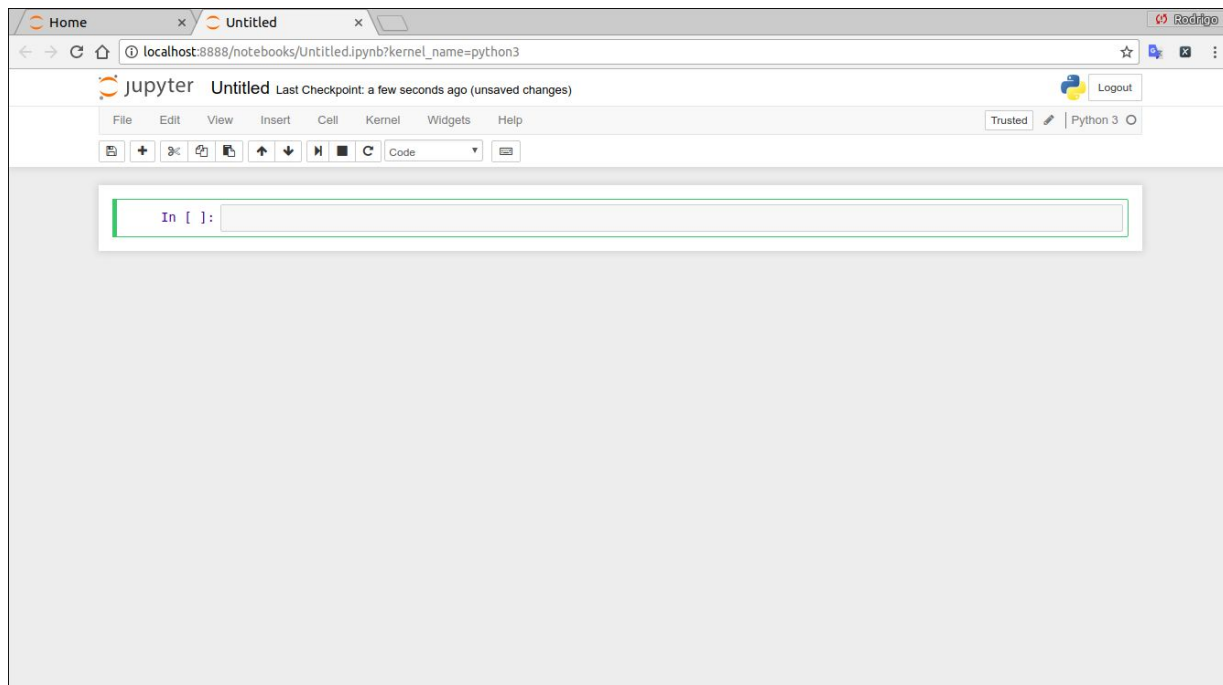 Home Untitled Rodrigo
localhost:8888/notebooks/Untitled.ipynb?kernel_name=python3
jupyter Untitled Last Checkpoint: a few seconds ago (unsaved changes) Logout
File Edit View Insert Cell Kernel Widgets Help Trusted Python 3
Code
In [ ]: